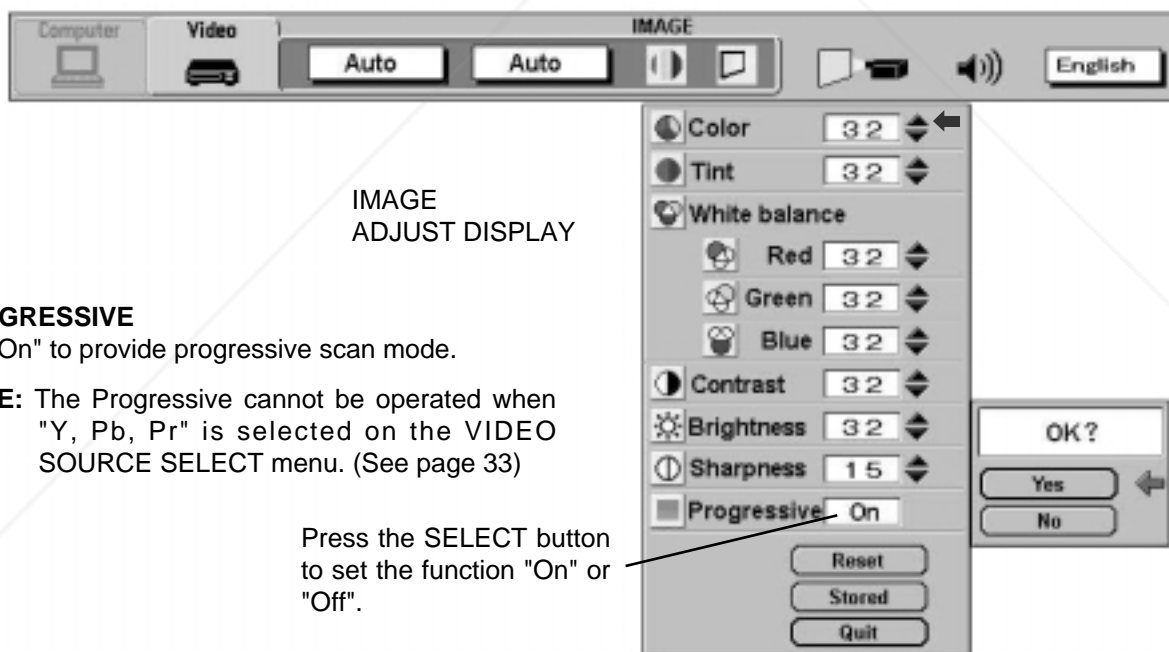 Computer Video IMAGE
Auto Auto English
IMAGE
ADJUST DISPLAY
GRESSIVE
On" to provide progressive scan mode.
E: The Progressive cannot be operated when
"Y, Pb, Pr" is selected on the VIDEO
SOURCE SELECT menu. (See page 33)
Press the SELECT button
to set the function "On" or
"Off".
Color 32
Tint 32
White balance
Red 32
Green 32
Blue 32
Contrast 32
Brightness 32
Sharpness 15
Progressive On
Reset
Stored
Quit
OK?
Yes
No